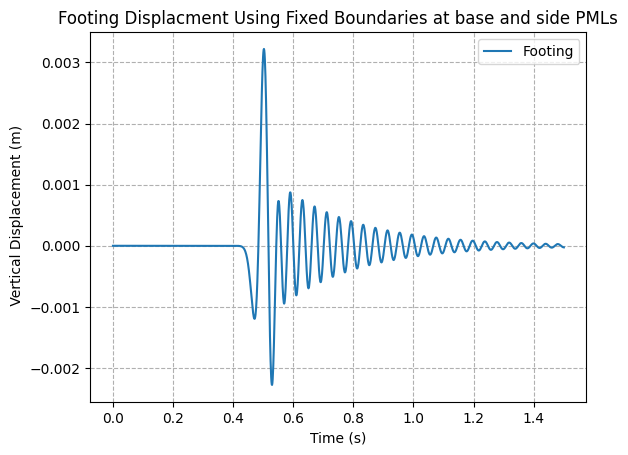 Footing Displacment Using Fixed Boundaries at base and side PMLs
Footing
Vertical Displacement (m)
0.003
0.002
0.001
0.000
−0.001
−0.002
0.0 0.2 0.4 0.6 0.8 1.0 1.2 1.4
Time (s)